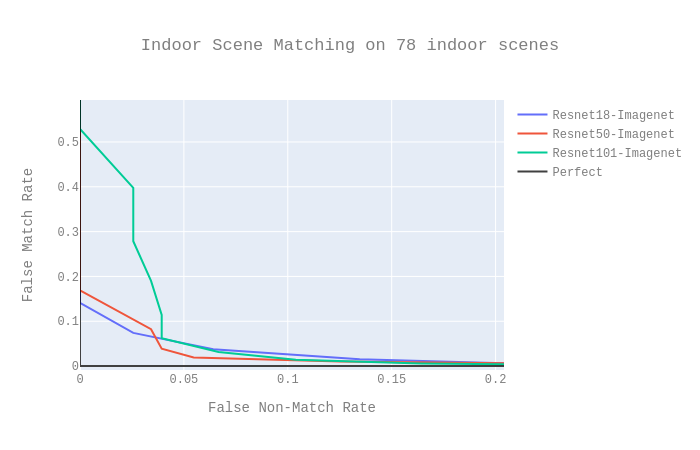 Indoor Scene Matching on 78 indoor scenes
Resnet18-Imagenet
Resnet50-Imagenet
Resnet101-Imagenet
Perfect
False Match Rate
0.5
0.4
0.3
0.2
0.1
0
0
0.05
0.1
0.15
0.2
False Non-Match Rate